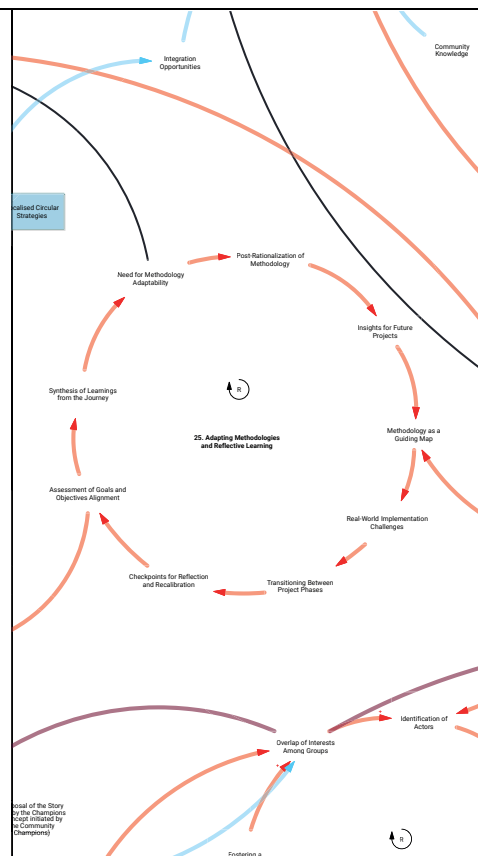 Integration
Opportunities
Community
Knowledge
Circular
Strategies
Post-Rationalization of
Methodology
Need for Methodology
Adaptability
Insights for Future
Projects
Synthesis of Learnings
from the Journey
R
25. Adapting Methodologies
and Reflective Learning
Methodology as a
Guiding Map
Assessment of Goals and
Objectives Alignment
Real-World Implementation
Challenges
Checkpoints for Reflection
and Recalibration
Transitioning Between
Project Phases
+
Identification of
Actors
Overlap of Interests
Among Groups
+
of the Story
by the Champions
initiated by
Community
Champions)
R
Fostering a